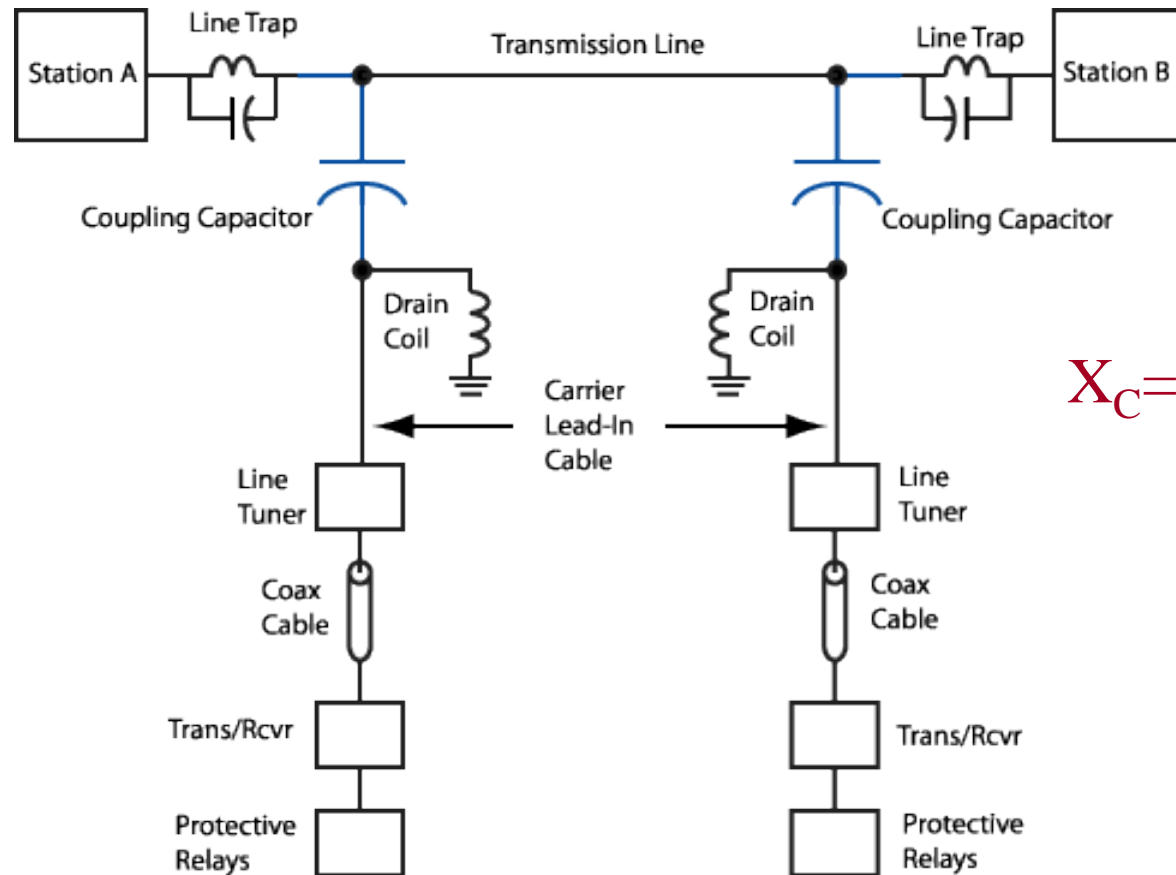 Line Trap
Transmission Line
Line Trap
Station A
Station B
Coupling Capacitor
Coupling Capacitor
Drain
Coil
Drain
Coil
X_C=
Carrier
Lead-In
Cable
Line
Tuner
Line
Tuner
Coax
Cable
Coax
Cable
Trans/Rcvr
Trans/Rcvr
Protective
Relays
Protective
Relays